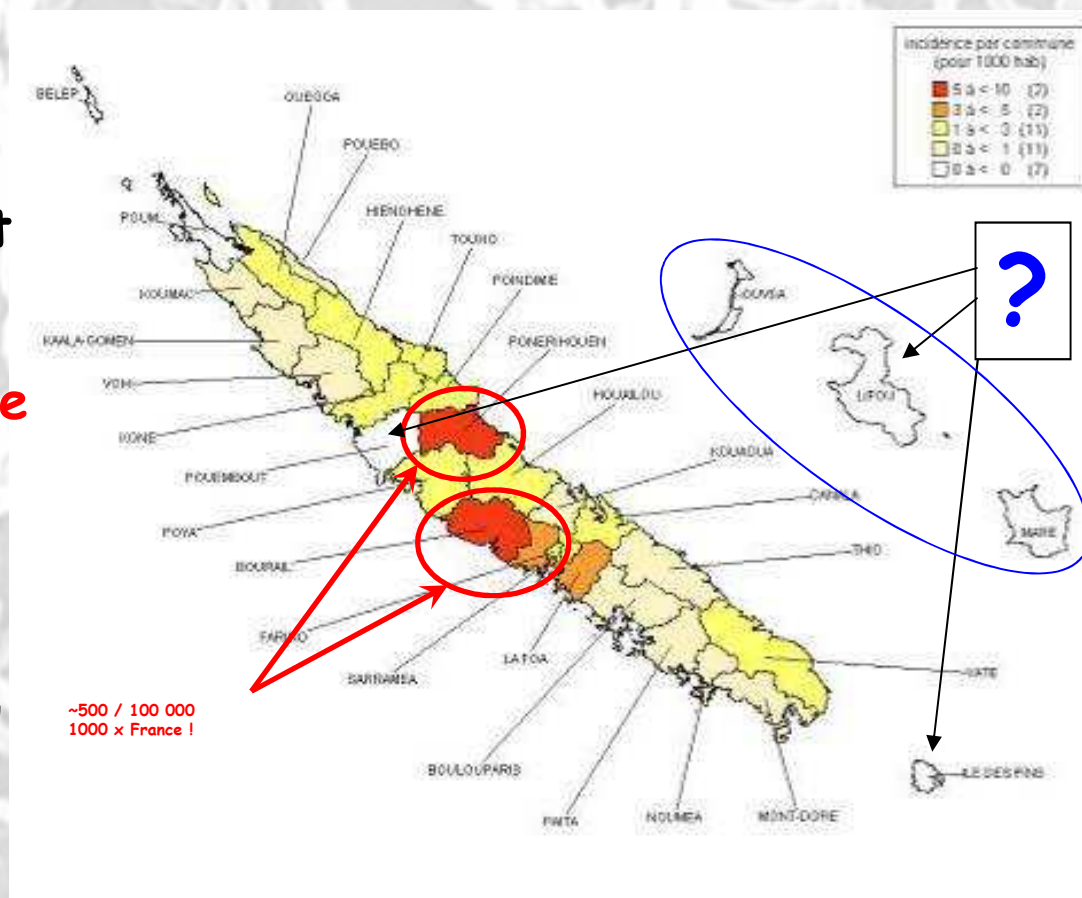 incidence par commune
(pour 1000 hab)
5 à < 10 (2)
3 à < 5 (2)
1 à < 3 (11)
0 à < 1 (11)
0 à < 0 (7)
BELEP
OUEGOA
POUEBO
HIENGHENE
TOUHO
POINDIMIE
PONERIHOUEN
HOUAILOU
KOUAOUA
CANALA
THIO
YATE
ILE DES PINS
OUVEA
LIFOU
MARE
?
POUM
KOUMAC
KAALA-GOMEN
VOH
KONE
POUEMBOUT
POYA
BOURAIL
FARINO
SARRAMEA
LA FOA
BOULOUPARIS
PAITA
NOUMEA
MONT-DORE
t
e
~500 / 100 000
1000 x France !